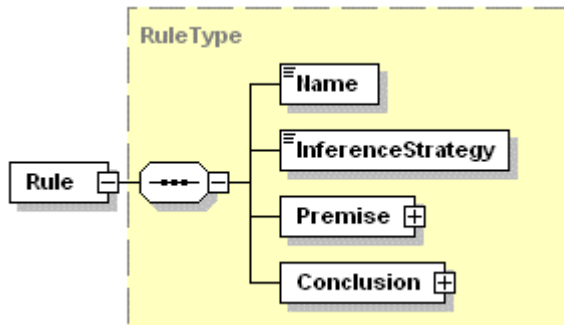 RuleType
Name
InferenceStrategy
Rule
Premise
Conclusion